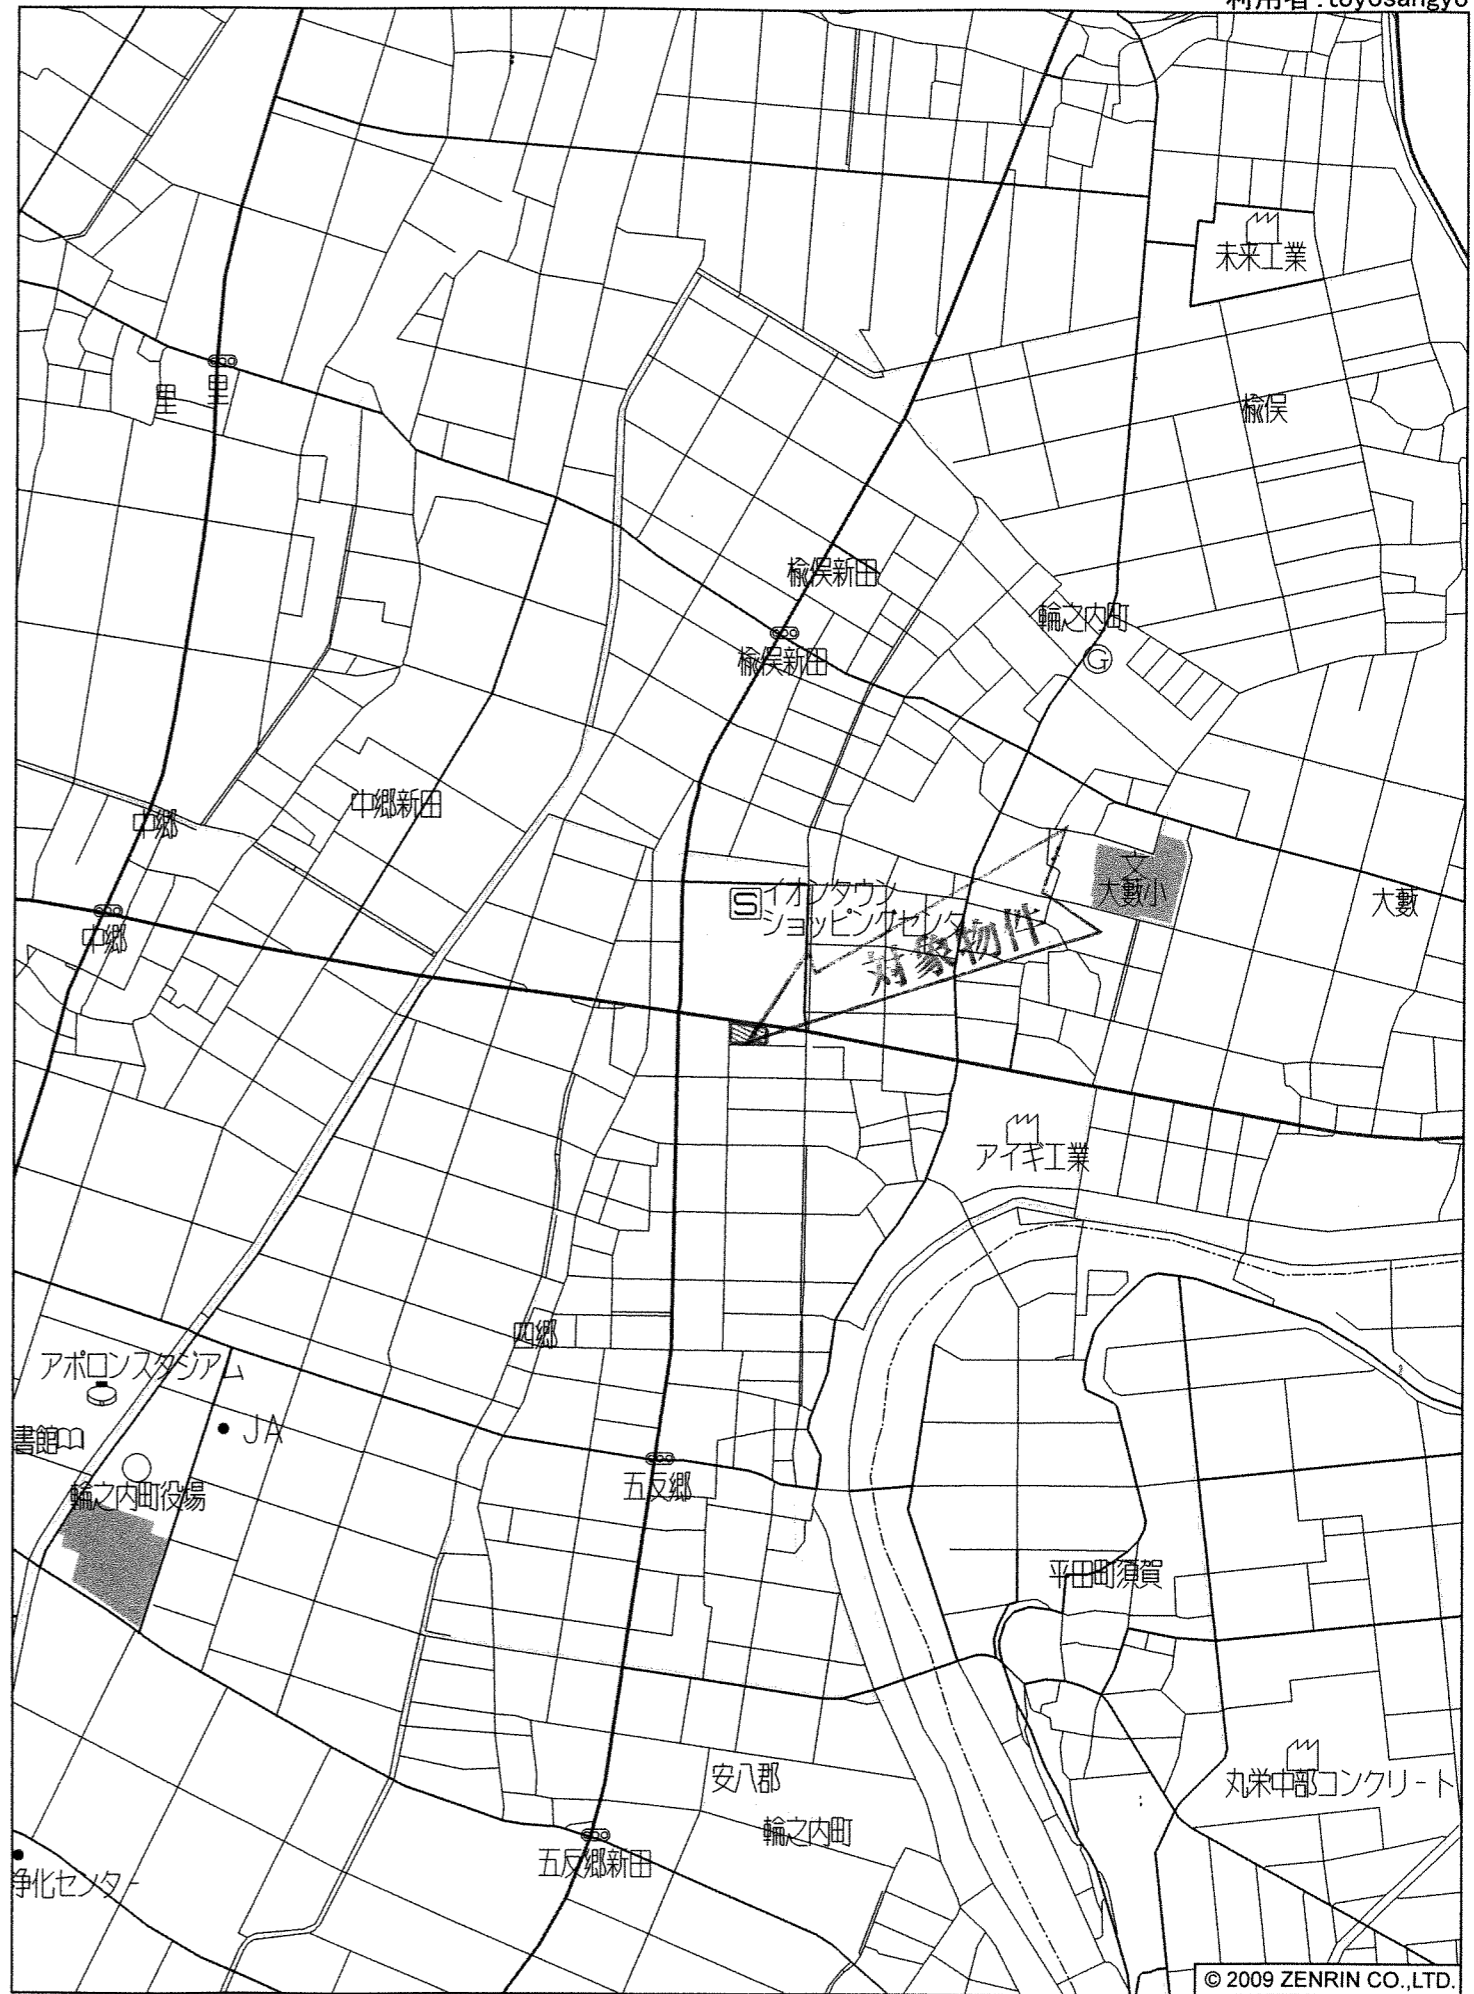 利用者:toyosangyo
未来工業
里
里
楡俣
楡俣新田
輪之内町
G
楡俣新田
中郷新田
中郷
文
大藪小
大藪
S イオンタウン
ショッピングセンタ
対象物件
中郷
アイギ工業
四郷
アポロンスタジアム
JA
書館
五反郷
輪之内町役場
平田町須賀
安八郡
丸栄中部コンクリート
輪之内町
五反郷新田
浄化センター
© 2009 ZENRIN CO.,LTD.